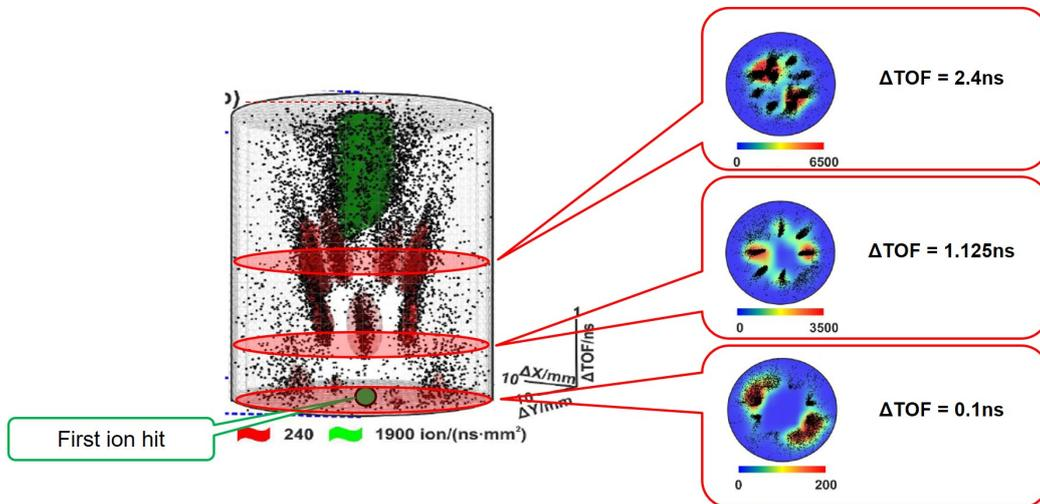 )
ΔTOF = 2.4ns
0 6500
ΔTOF = 1.125ns
0 3500
1
ΔTOF/ns
10 ΔX/mm
10
ΔY/mm
ΔTOF = 0.1ns
0 200
First ion hit
240 1900 ion/(ns·mm²)